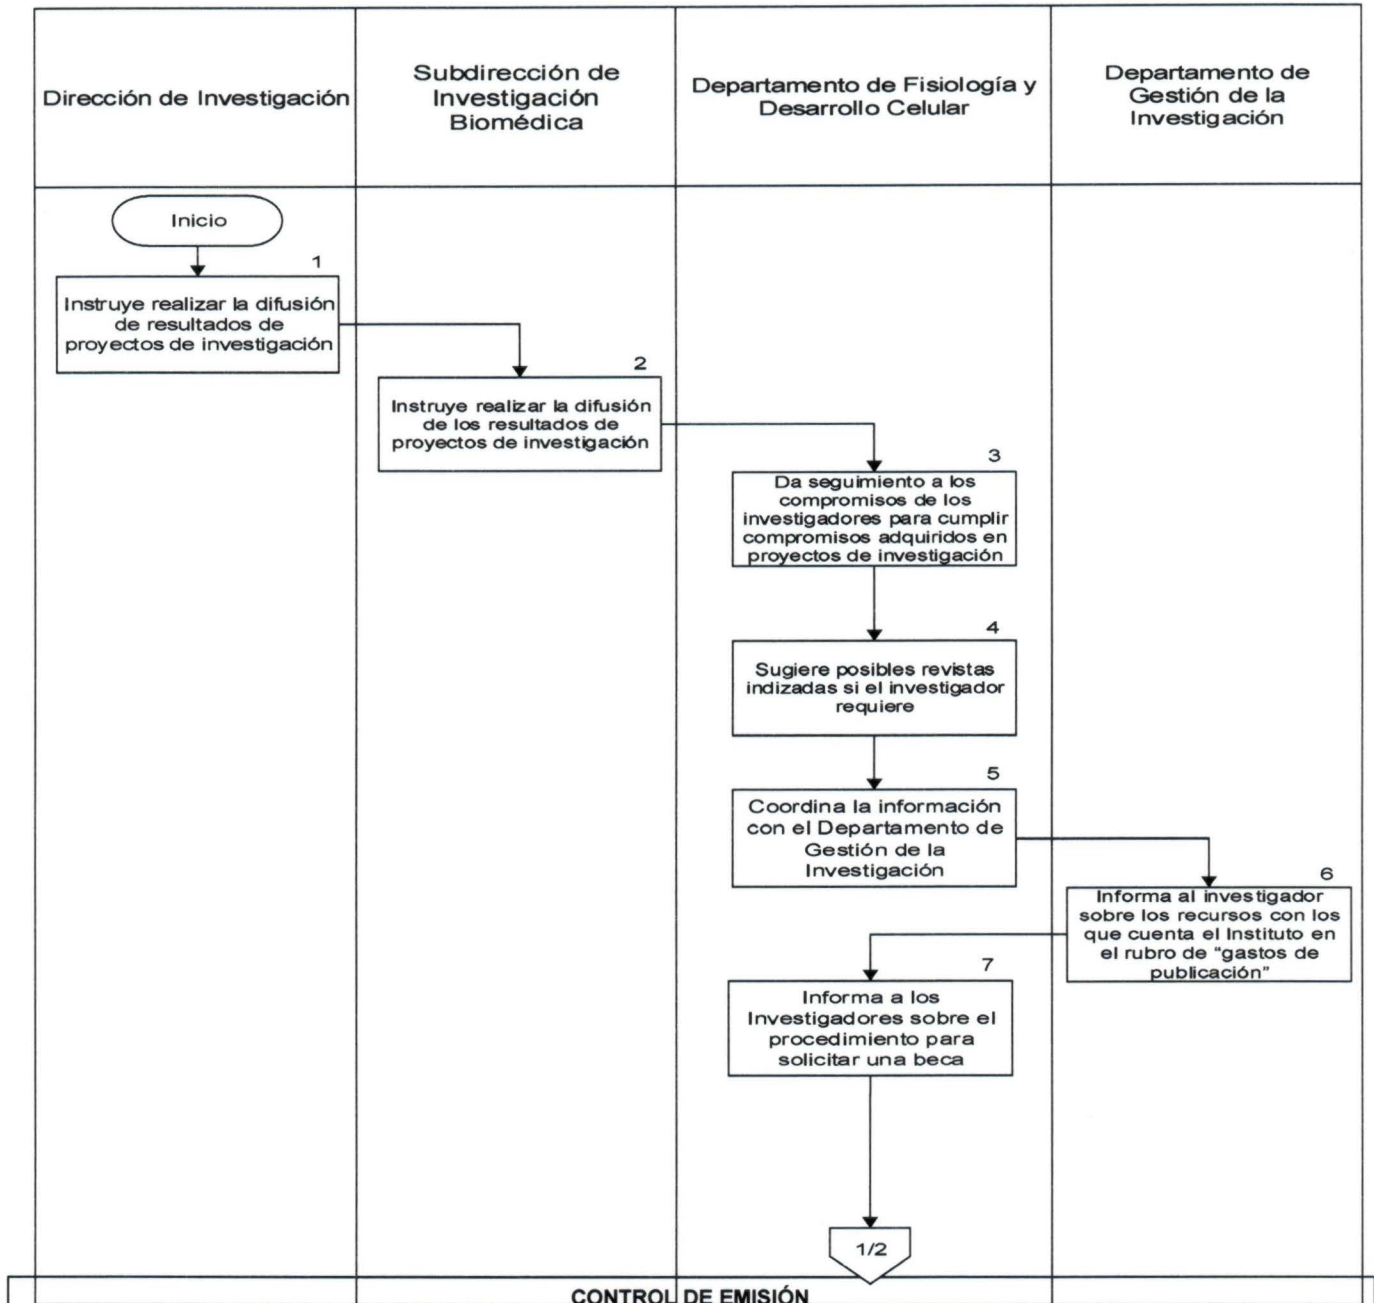 Dirección de Investigación
Subdirección de
Investigación
Biomédica
Departamento de Fisiología y
Desarrollo Celular
Departamento de
Gestión de la
Investigación
Inicio
1
Instruye realizar la difusión
de resultados de
proyectos de investigación
2
Instruye realizar la difusión
de los resultados de
proyectos de investigación
3
Da seguimiento a los
compromisos de los
investigadores para cumplir
compromisos adquiridos en
proyectos de investigación
4
Sugiere posibles revistas
indizadas si el investigador
requiere
5
Coordina la información
con el Departamento de
Gestión de la
Investigación
6
Informa al investigador
sobre los recursos con los
que cuenta el Instituto en
el rubro de “gastos de
publicación”
7
Informa a los
Investigadores sobre el
procedimiento para
solicitar una beca
1/2
CONTROL DE EMISIÓN